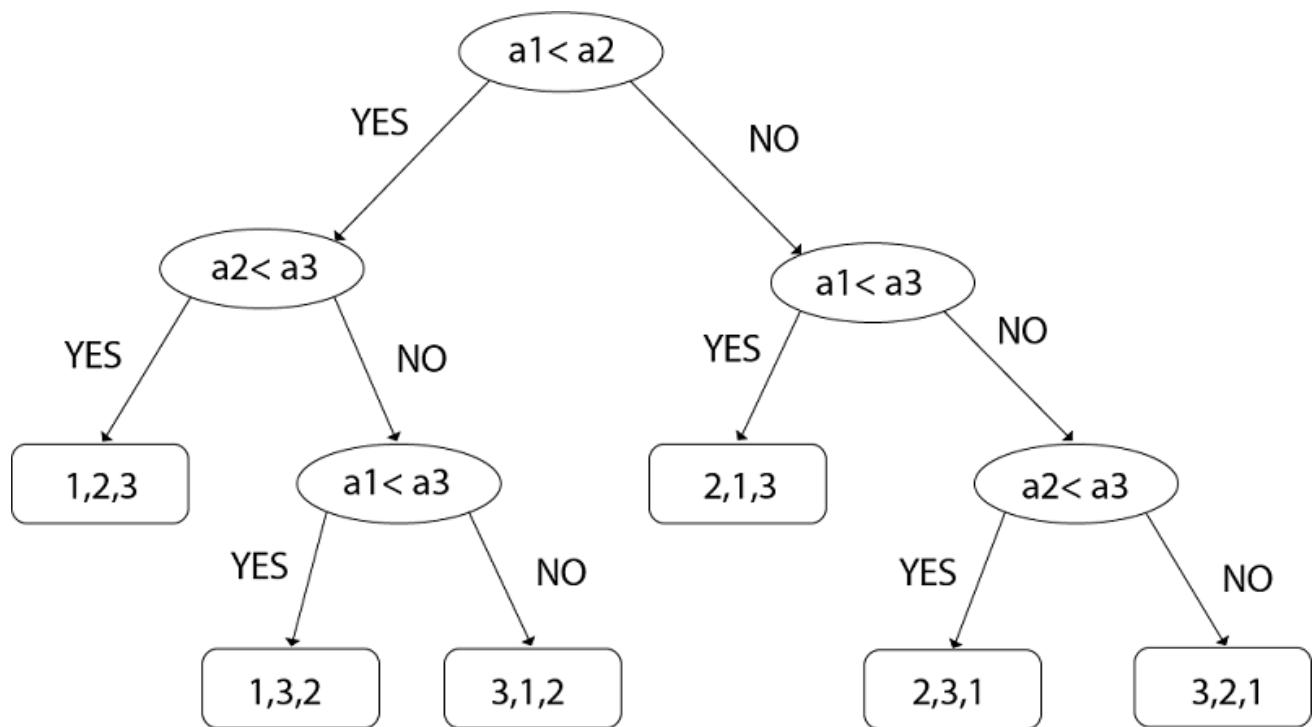 a1< a2
YES
NO
a2< a3
a1< a3
YES
NO
YES
NO
1,2,3
a1< a3
2,1,3
a2< a3
YES
NO
YES
NO
1,3,2
3,1,2
2,3,1
3,2,1